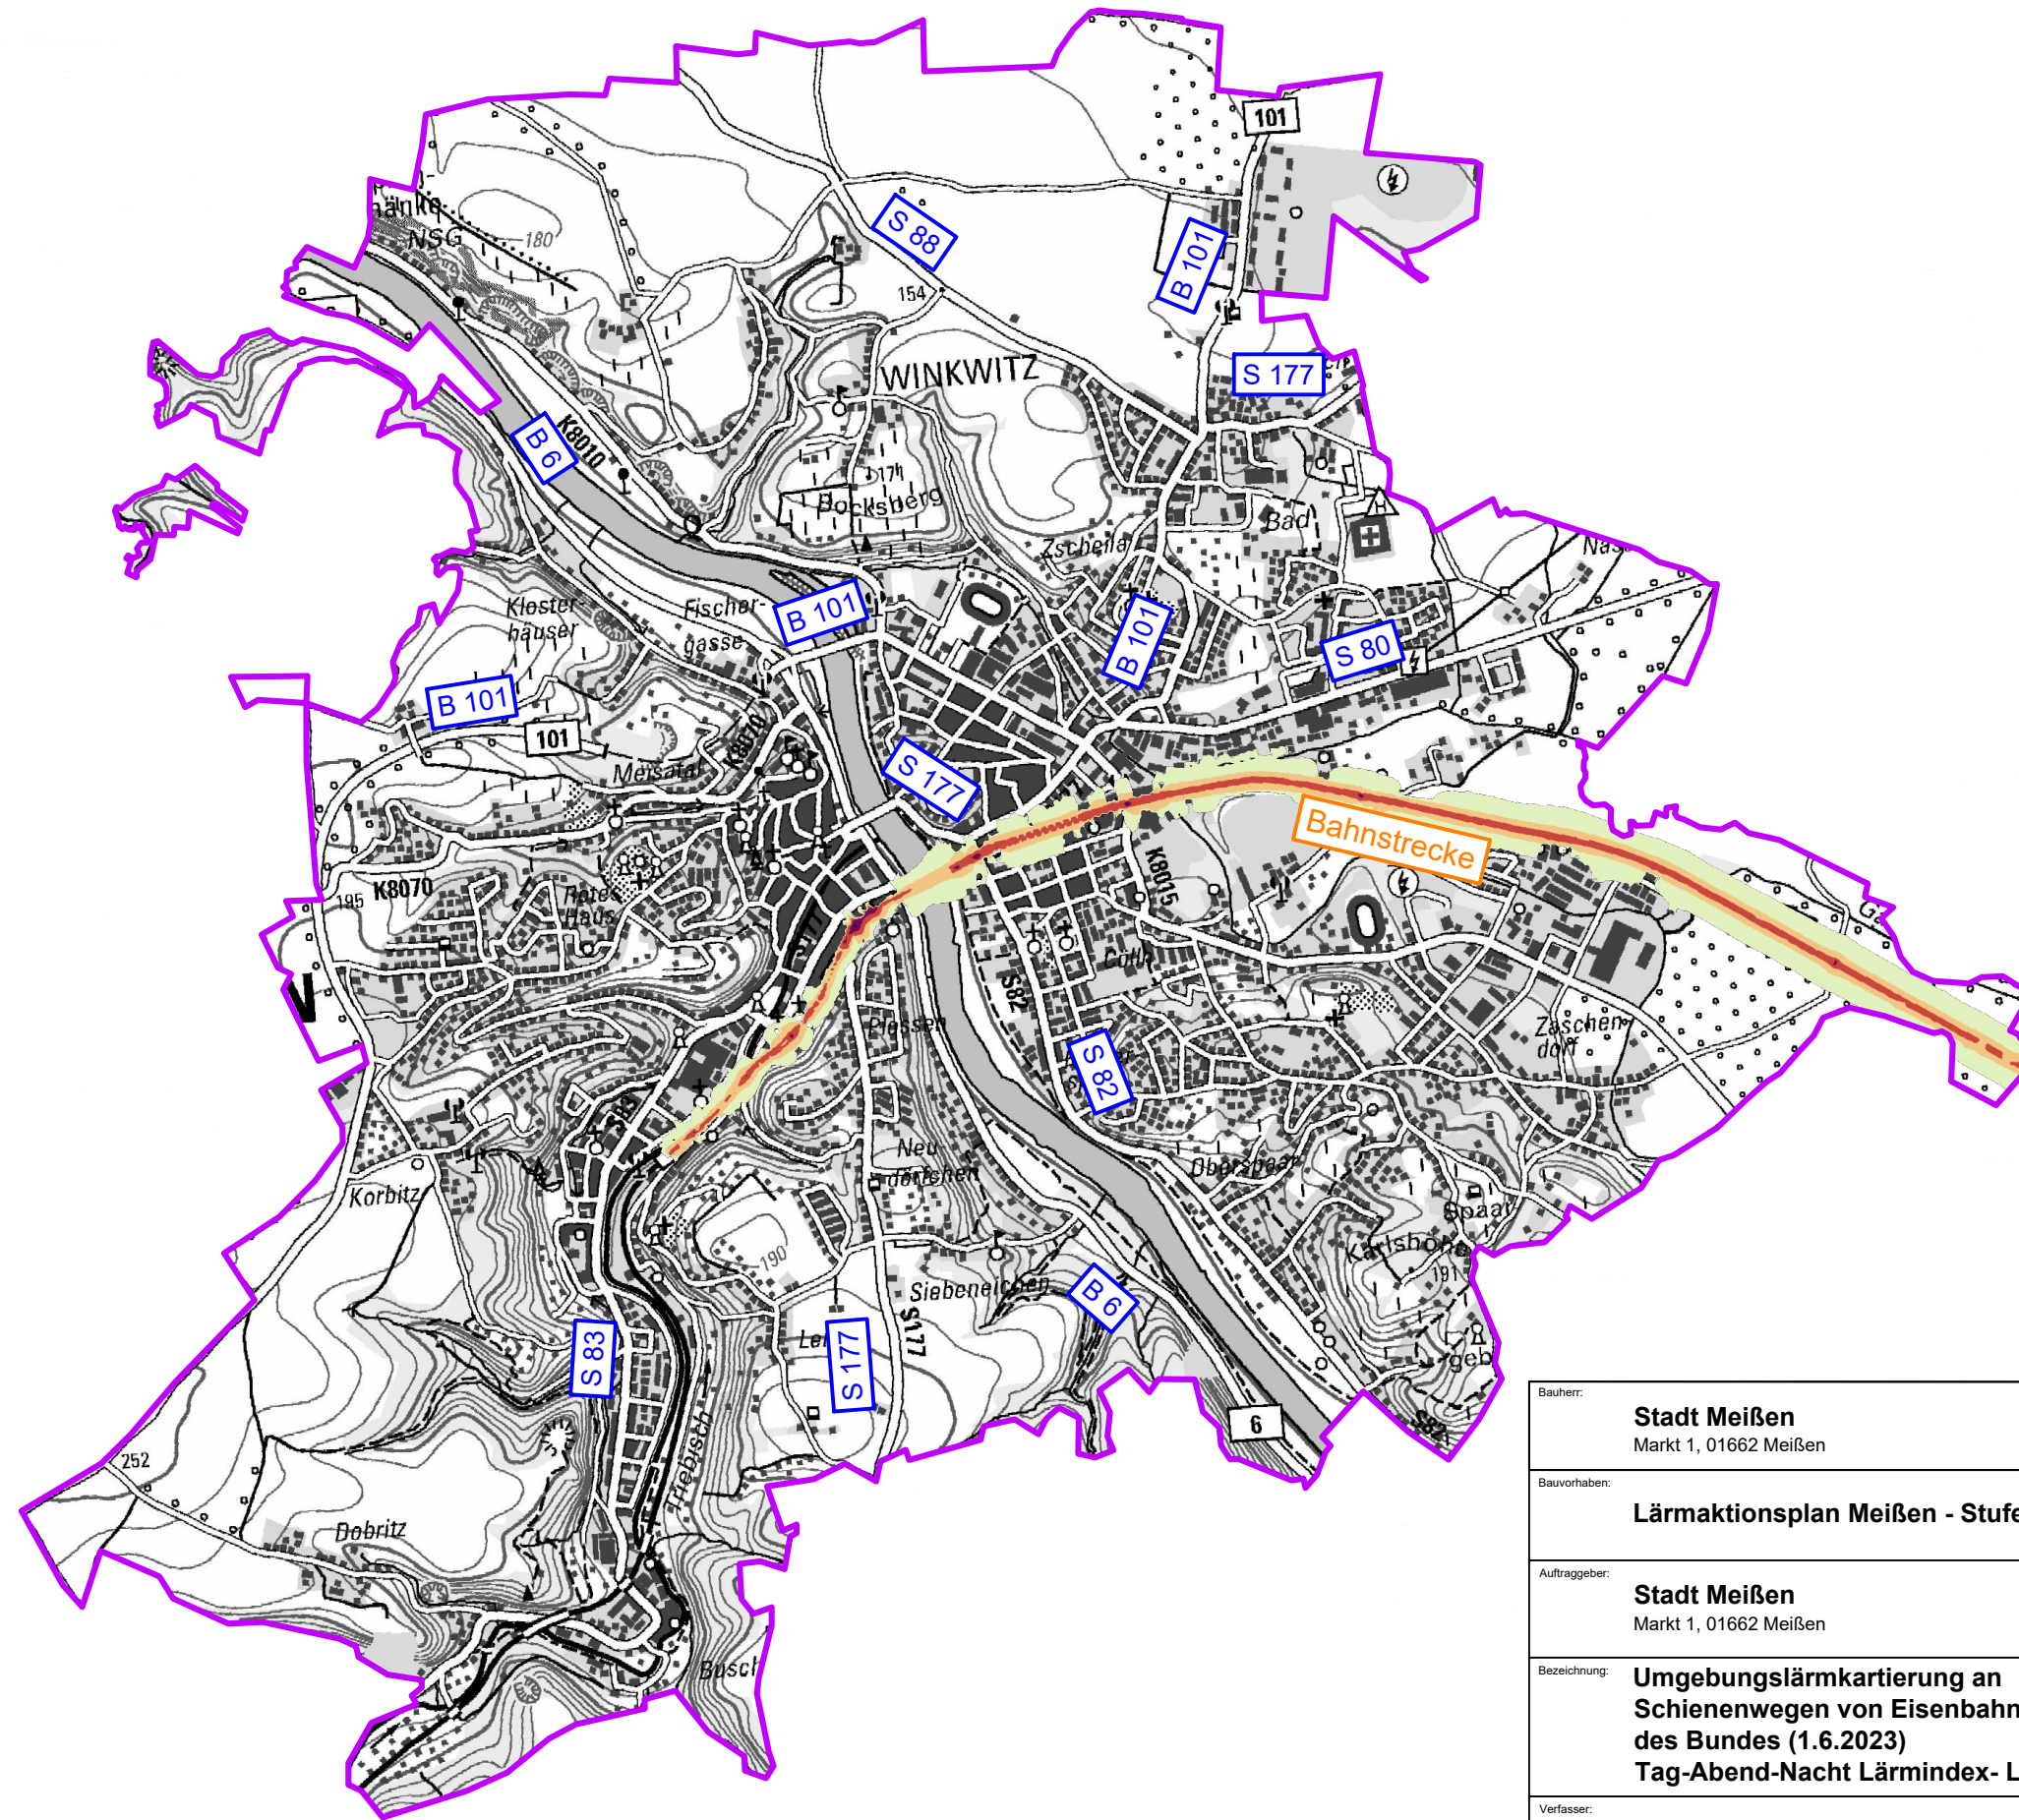 101
NSG
180
S 88
B 101
154
WINKWITZ
S 177
B 6
K8010
171
Bocksberg
Bad
Zscheila
Kloster-
häuser
Fischer-
gasse
B 101
B 101
S 80
B 101
101
K8070
Meisatal
S 177
Bahnstrecke
K8015
195
K8070
Rotes
Haus
S177
Cölln
S82
Plossen
Zaschen-
dorf
S 82
S83
Neu
dörfchen
Oberspaar
Korbitz
Spaar
Karlshöhe
190
191
Siebeneichen
B 6
S177
S 83
S 177
geb
6
S82
Triebisch
252
Dobritz
Busch
Bauherr:
Stadt Meißen
Markt 1, 01662 Meißen
Bauvorhaben:
Lärmaktionsplan Meißen - Stufe
Auftraggeber:
Stadt Meißen
Markt 1, 01662 Meißen
Bezeichnung:
Umgebungslärmkartierung an
Schienenwegen von Eisenbahn
des Bundes (1.6.2023)
Tag-Abend-Nacht Lärmindex- L
Verfasser: